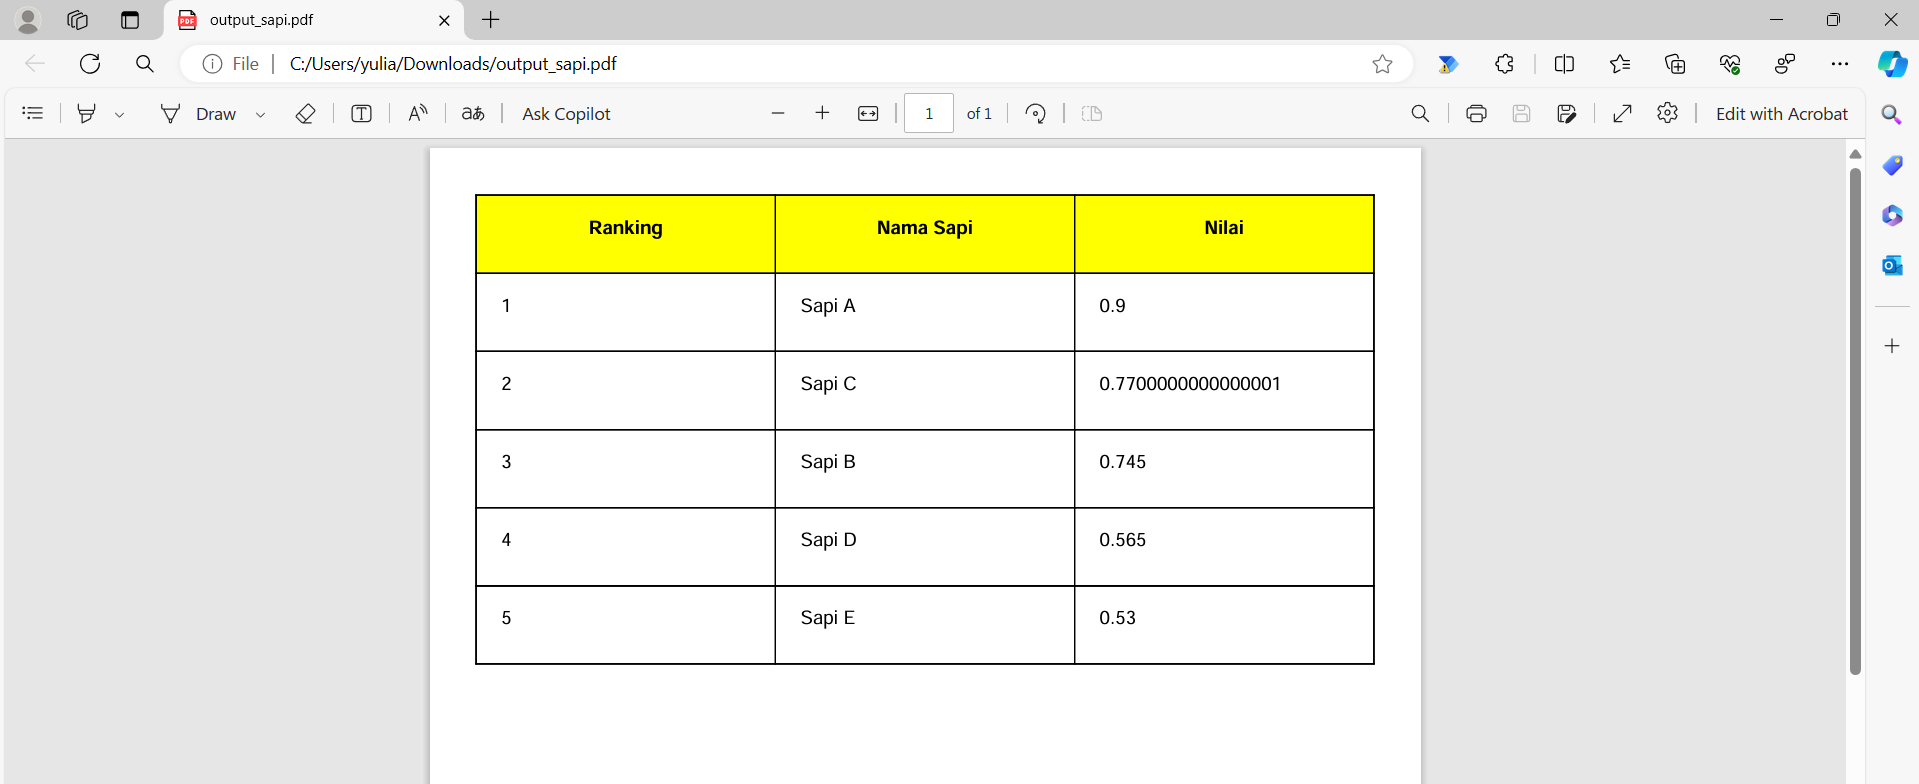 output_sapi.pdf
File
C:/Users/yulia/Downloads/output_sapi.pdf
Draw
aあ
Ask Copilot
1
of 1
Edit with Acrobat
Ranking Nama Sapi Nilai
1 Sapi A 0.9
2 Sapi C 0.7700000000000001
3 Sapi B 0.745
4 Sapi D 0.565
5 Sapi E 0.53